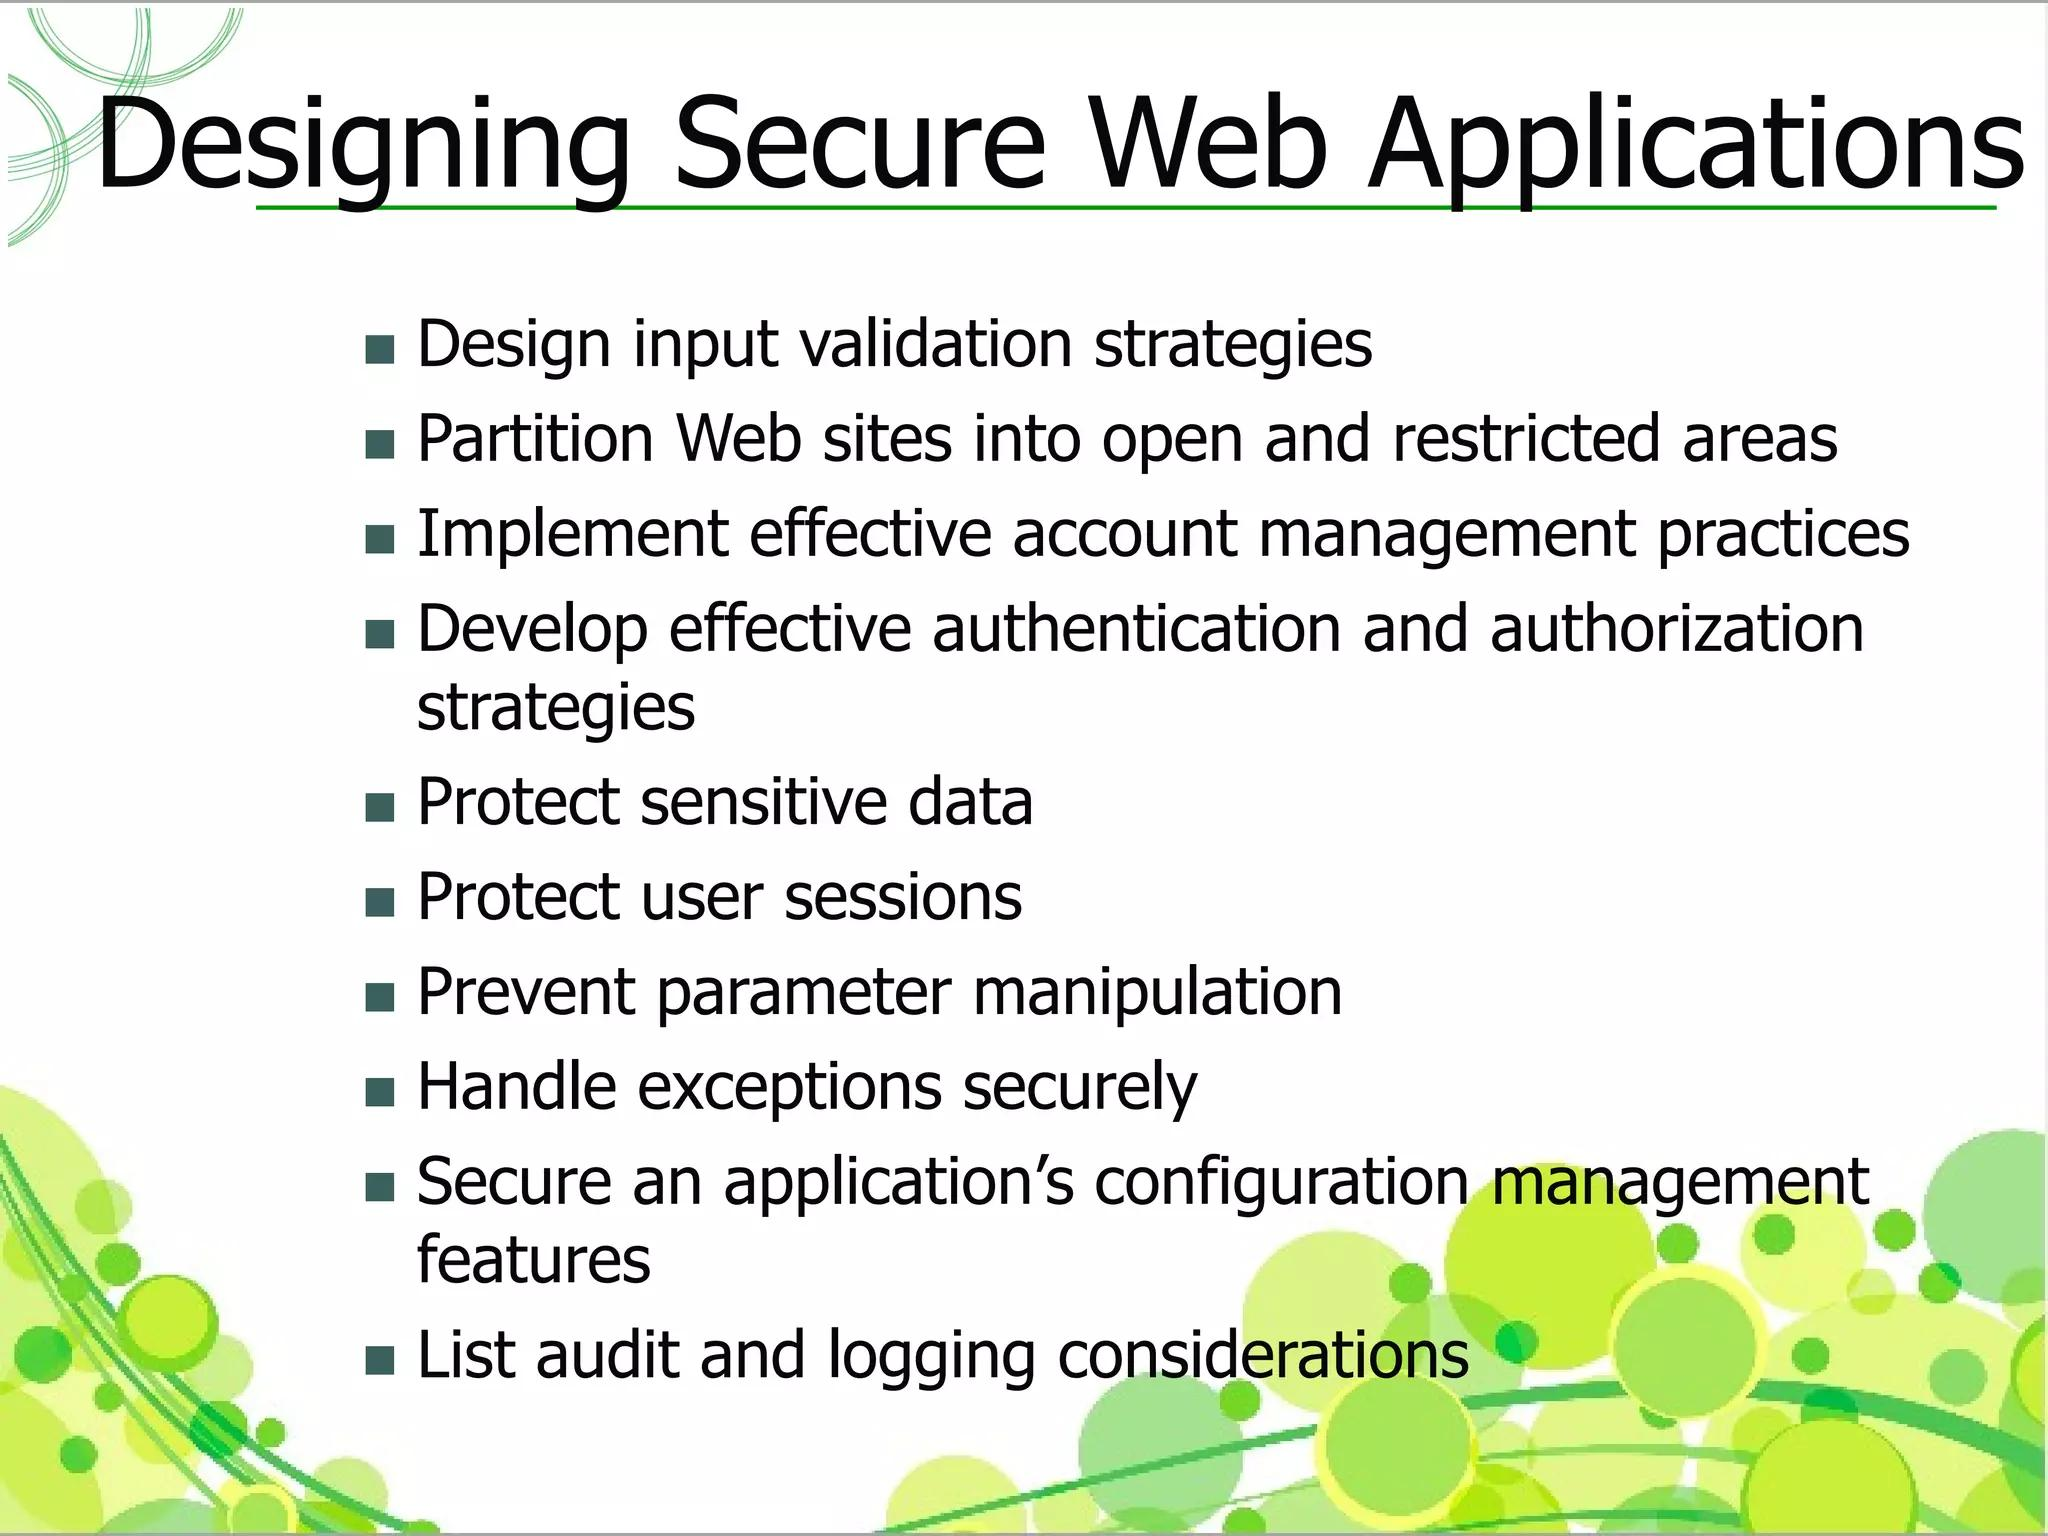 Designing Secure Web Applications
Design input validation strategies
Partition Web sites into open and restricted areas
Implement effective account management practices
Develop effective authentication and authorization
strategies
Protect sensitive data
Protect user sessions
Prevent parameter manipulation
Handle exceptions securely
Secure an application’s configuration management
features
List audit and logging considerations